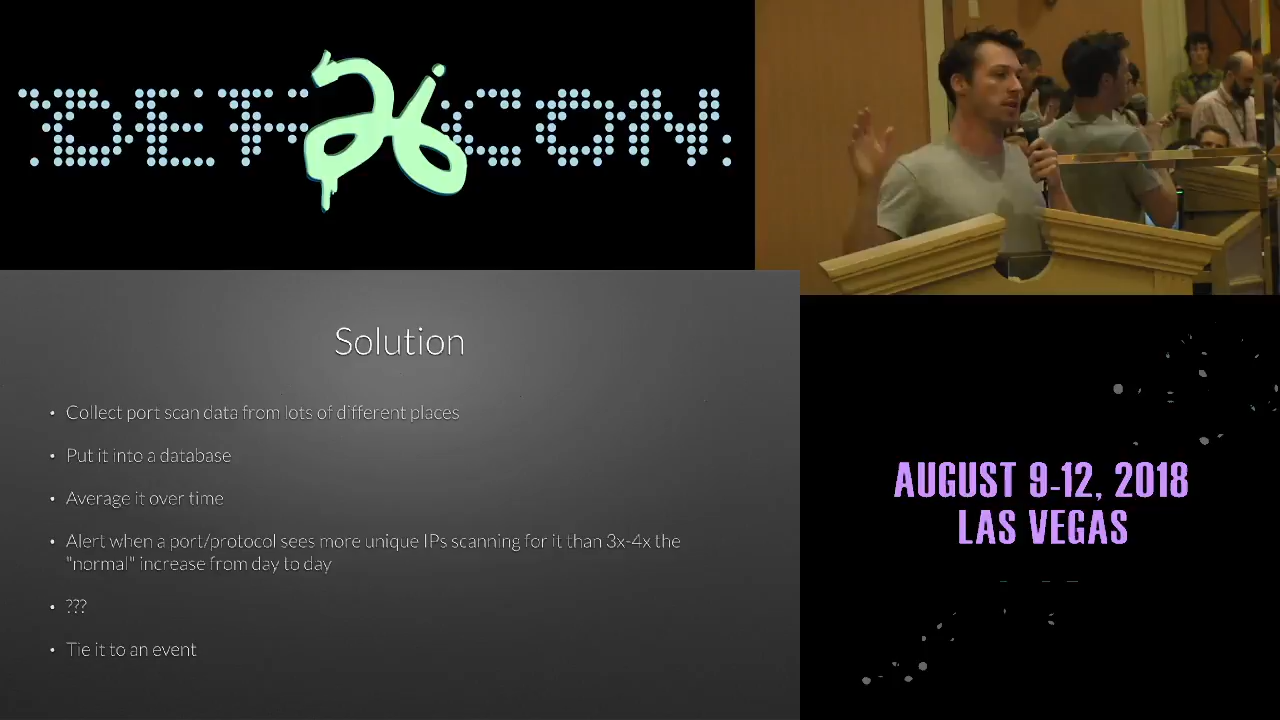 DEF CON
26
Solution
• Collect port scan data from lots of different places
• Put it into a database
• Average it over time
• Alert when a port/protocol sees more unique IPs scanning for it than 3x-4x the
"normal" increase from day to day
• ???
• Tie it to an event
AUGUST 9-12, 2018
LAS VEGAS